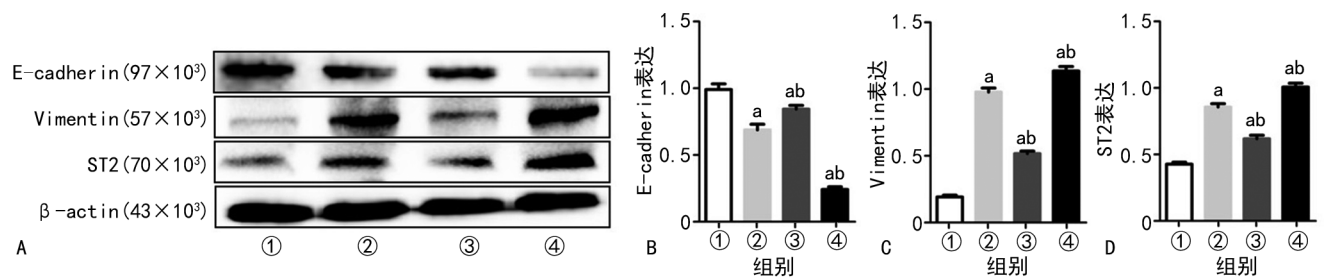 E-cadherin(97×10³)
Vimentin(57×10³)
ST2(70×10³)
β-actin(43×10³)
A ① ② ③ ④
E-cadherin表达
1.5
1.0
0.5
0
a
ab
ab
① ② ③ ④
B 组别
Vimentin表达
1.5
1.0
0.5
0
a
ab
ab
① ② ③ ④
C 组别
ST2表达
1.5
1.0
0.5
0
a
ab
ab
① ② ③ ④
D 组别